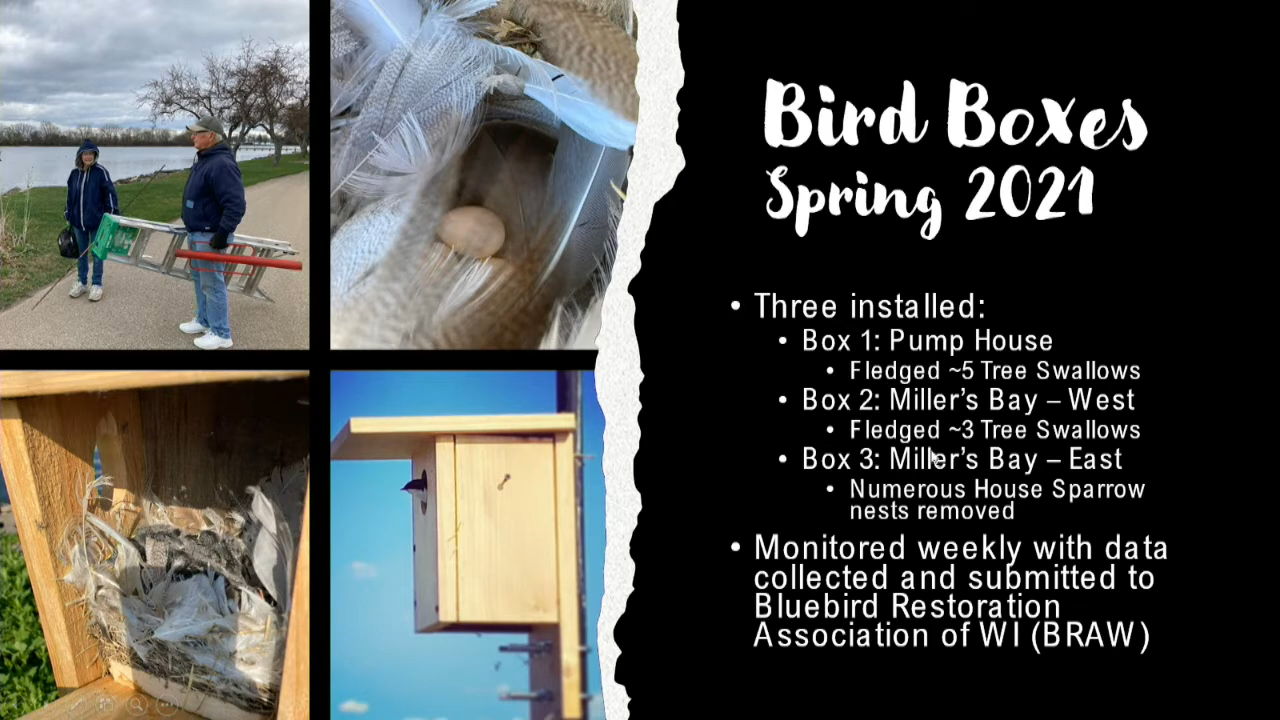 Bird Boxes
Spring 2021
• Three installed:
• Box 1: Pump House
• Fledged ~5 Tree Swallows
• Box 2: Miller's Bay – West
• Fledged ~3 Tree Swallows
• Box 3: Miller's Bay – East
• Numerous House Sparrow
nests removed
• Monitored weekly with data
collected and submitted to
Bluebird Restoration
Association of WI (BRAW)